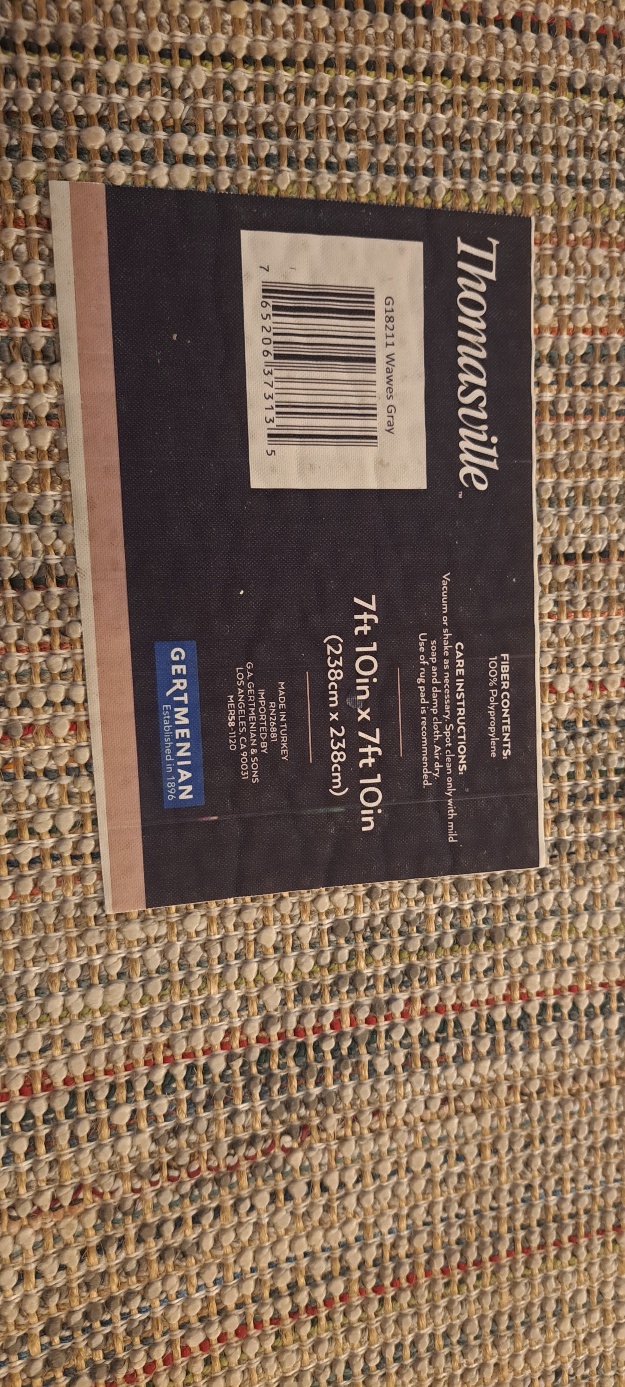 Thomasville™
G18211 Wawes Gray
7 65206 37313 5
FIBER CONTENTS:
100% Polypropylene
CARE INSTRUCTIONS:
Vacuum or shake as necessary. Spot clean only with mild
soap and damp cloth. Air dry.
Use of rug pad is recommended.
7ft 10in x 7ft 10in
(238cm x 238cm)
MADE IN TURKEY
RN26881
IMPORTED BY
G.A. GERTMENIAN & SONS
LOS ANGELES, CA 90031
MER58-1120
GERTMENIAN
Established in 1896